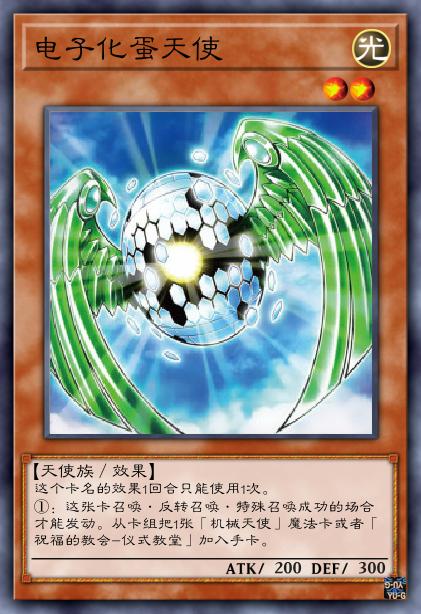 电子化蛋天使
光
【天使族／效果】
这个卡名的效果1回合只能使用1次。
①：这张卡召唤·反转召唤·特殊召唤成功的场合
才能发动。从卡组把1张「机械天使」魔法卡或者「
祝福的教会-仪式教堂」加入手卡。
ATK/ 200 DEF/ 300